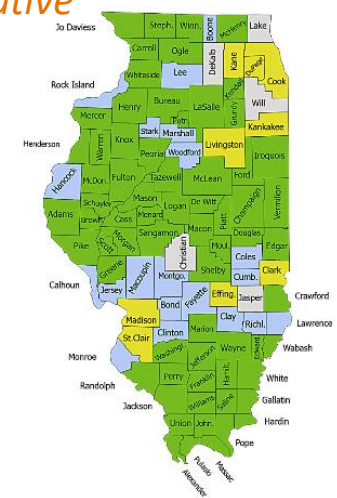 ative
Jo Daviess
Steph.
Winn.
Boone
McHenry
Lake
Carroll
Ogle
DeKalb
Kane
DuPage
Cook
Whiteside
Lee
Kendall
Will
Rock Island
Henry
Bureau
LaSalle
Grundy
Mercer
Putn.
Kankakee
Henderson
Warren
Knox
Stark
Marshall
Livingston
Peoria
Woodford
Iroquois
Hancock
McDon.
Fulton
Tazewell
McLean
Ford
Schuyler
Mason
Logan
De Witt
Champaign
Vermilion
Adams
Brown
Cass
Menard
Piatt
Macon
Sangamon
Douglas
Pike
Scott
Morgan
Christian
Moul.
Edgar
Coles
Shelby
Greene
Macoupin
Montgo.
Cumb.
Clark
Calhoun
Jersey
Fayette
Effing.
Jasper
Crawford
Bond
Madison
Clay
Richl.
Lawrence
Clinton
Marion
St.Clair
Wayne
Edward
Wabash
Monroe
Washingt.
Jefferson
Randolph
Perry
Hamilt.
White
Franklin
Jackson
Williams
Saline
Gallatin
Union
John.
Hardin
Pope
Massac
Pulaski
Alexander